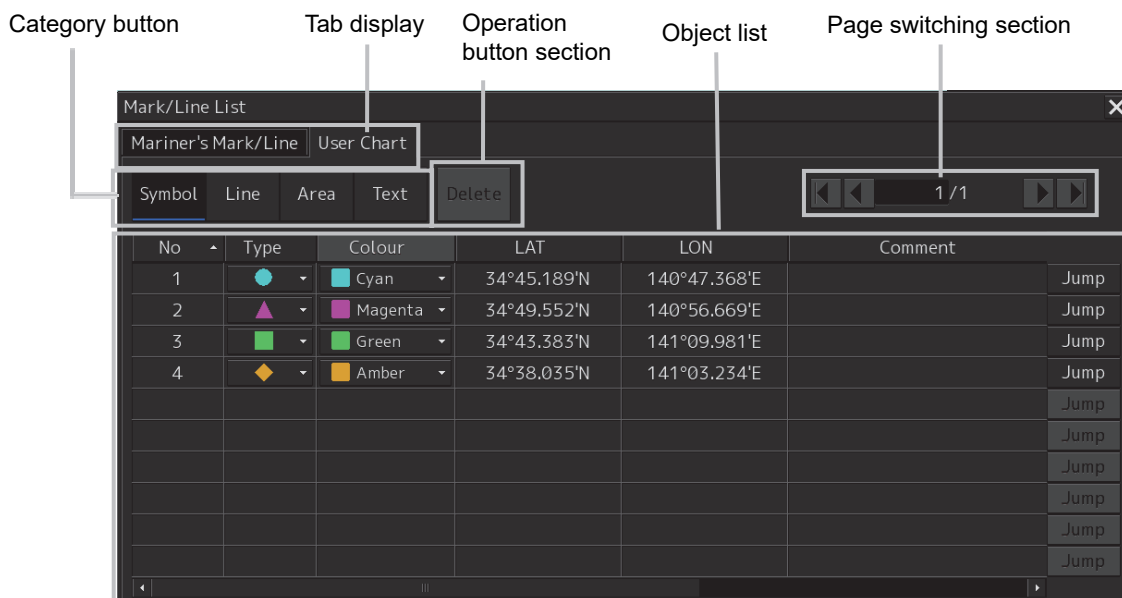 Category button
Tab display
Operation
button section
Object list
Page switching section
Mark/Line List
Mariner's Mark/Line User Chart
Symbol Line Area Text Delete 1/1
No Type Colour LAT LON Comment
1 Cyan 34°45.189'N 140°47.368'E Jump
2 Magenta 34°49.552'N 140°56.669'E Jump
3 Green 34°43.383'N 141°09.981'E Jump
4 Amber 34°38.035'N 141°03.234'E Jump
Jump
Jump
Jump
Jump
Jump
Jump